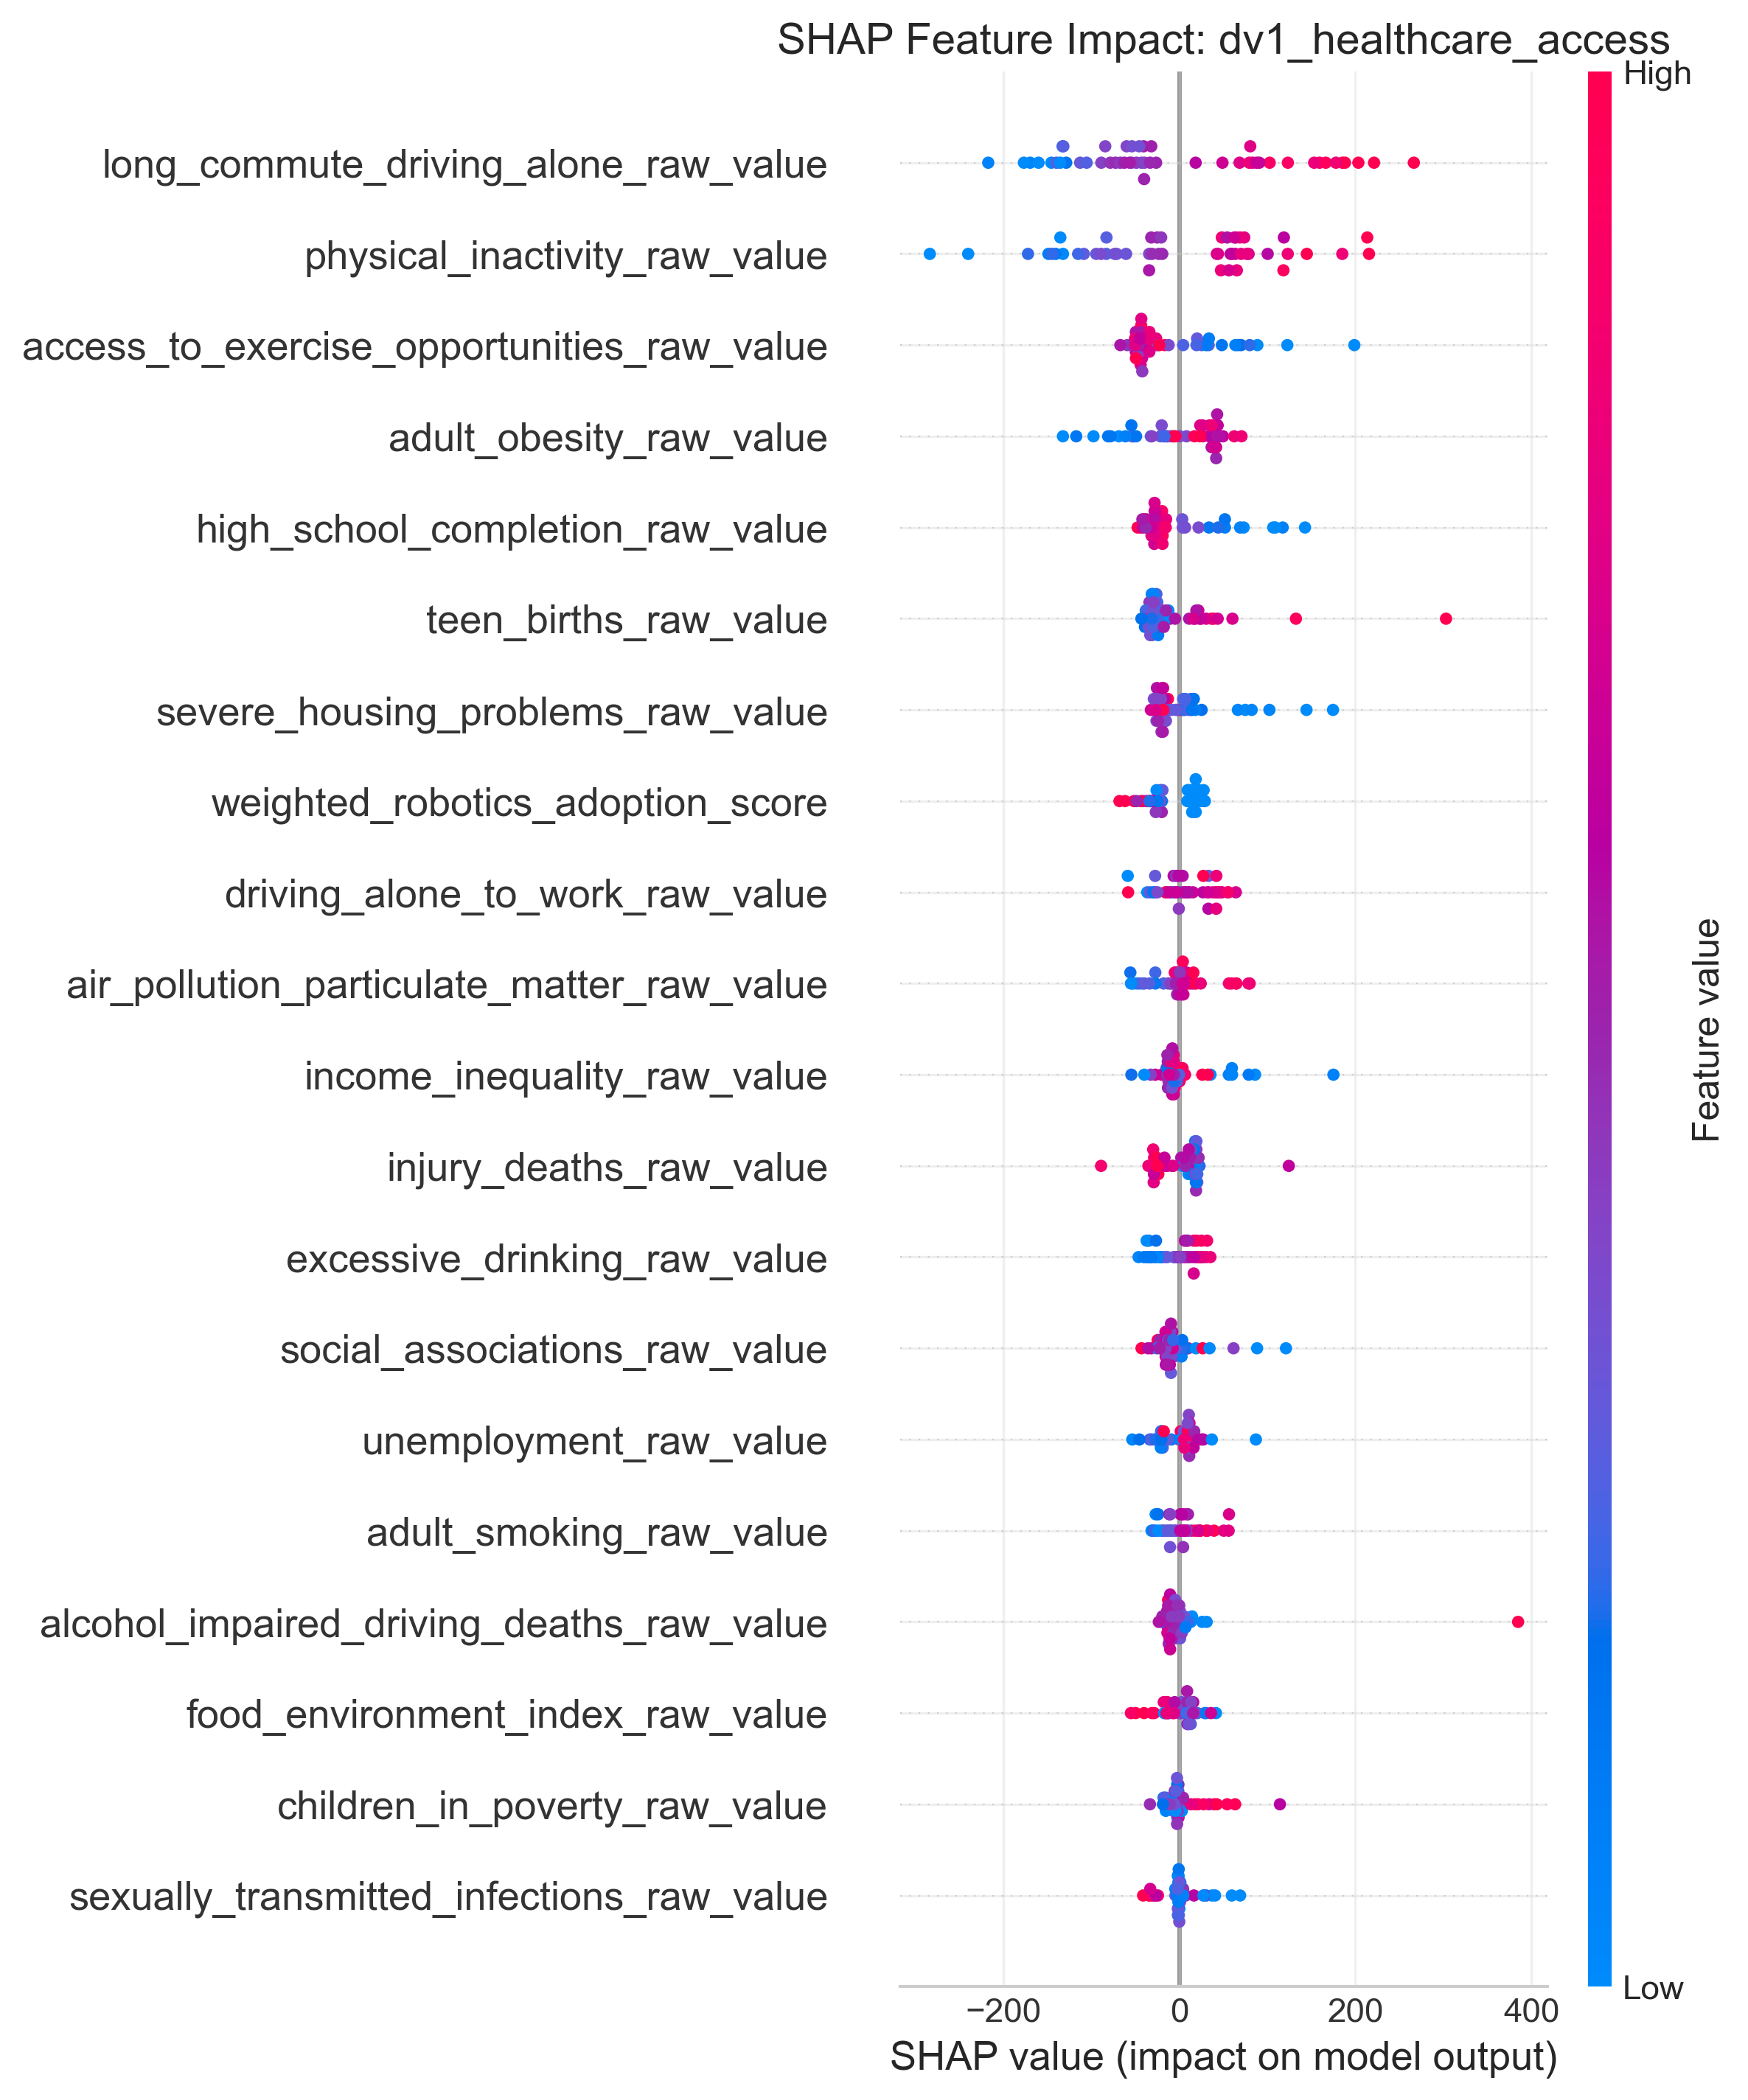 SHAP Feature Impact: dv1_healthcare_access
High
long_commute_driving_alone_raw_value
physical_inactivity_raw_value
access_to_exercise_opportunities_raw_value
adult_obesity_raw_value
high_school_completion_raw_value
teen_births_raw_value
severe_housing_problems_raw_value
weighted_robotics_adoption_score
driving_alone_to_work_raw_value
air_pollution_particulate_matter_raw_value
income_inequality_raw_value
injury_deaths_raw_value
excessive_drinking_raw_value
social_associations_raw_value
unemployment_raw_value
adult_smoking_raw_value
alcohol_impaired_driving_deaths_raw_value
food_environment_index_raw_value
children_in_poverty_raw_value
sexually_transmitted_infections_raw_value
Feature value
Low
−200 0 200 400
SHAP value (impact on model output)